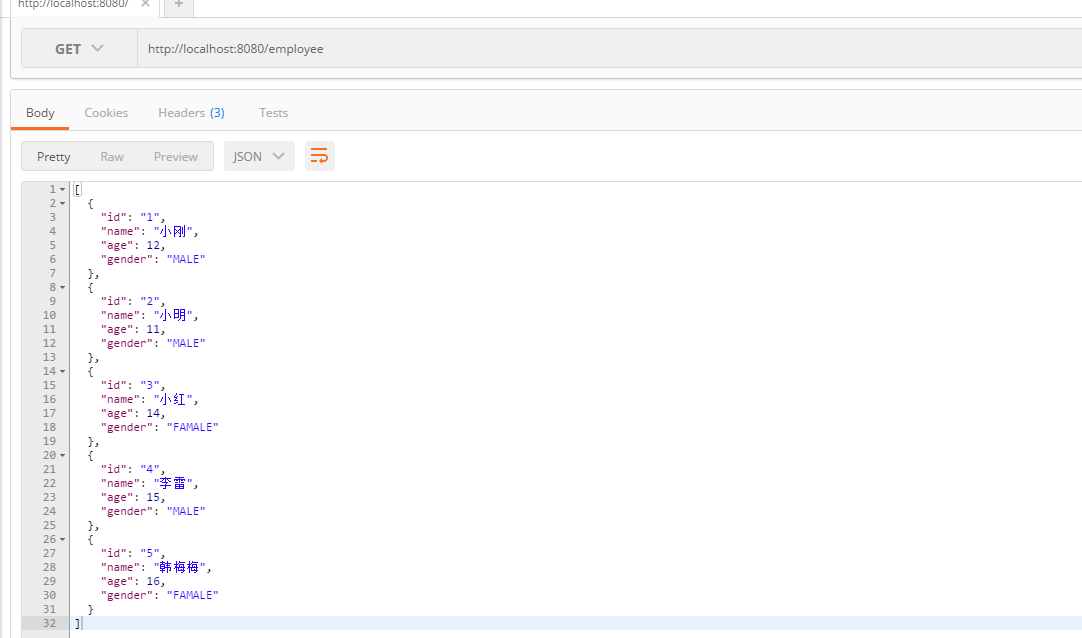 http://localhost:8080/
GET http://localhost:8080/employee
Body Cookies Headers (3) Tests
Pretty Raw Preview JSON
1 [
2 {
3 "id": "1",
4 "name": "小刚",
5 "age": 12,
6 "gender": "MALE"
7 },
8 {
9 "id": "2",
10 "name": "小明",
11 "age": 11,
12 "gender": "MALE"
13 },
14 {
15 "id": "3",
16 "name": "小红",
17 "age": 14,
18 "gender": "FAMALE"
19 },
20 {
21 "id": "4",
22 "name": "李雷",
23 "age": 15,
24 "gender": "MALE"
25 },
26 {
27 "id": "5",
28 "name": "韩梅梅",
29 "age": 16,
30 "gender": "FAMALE"
31 }
32 ]